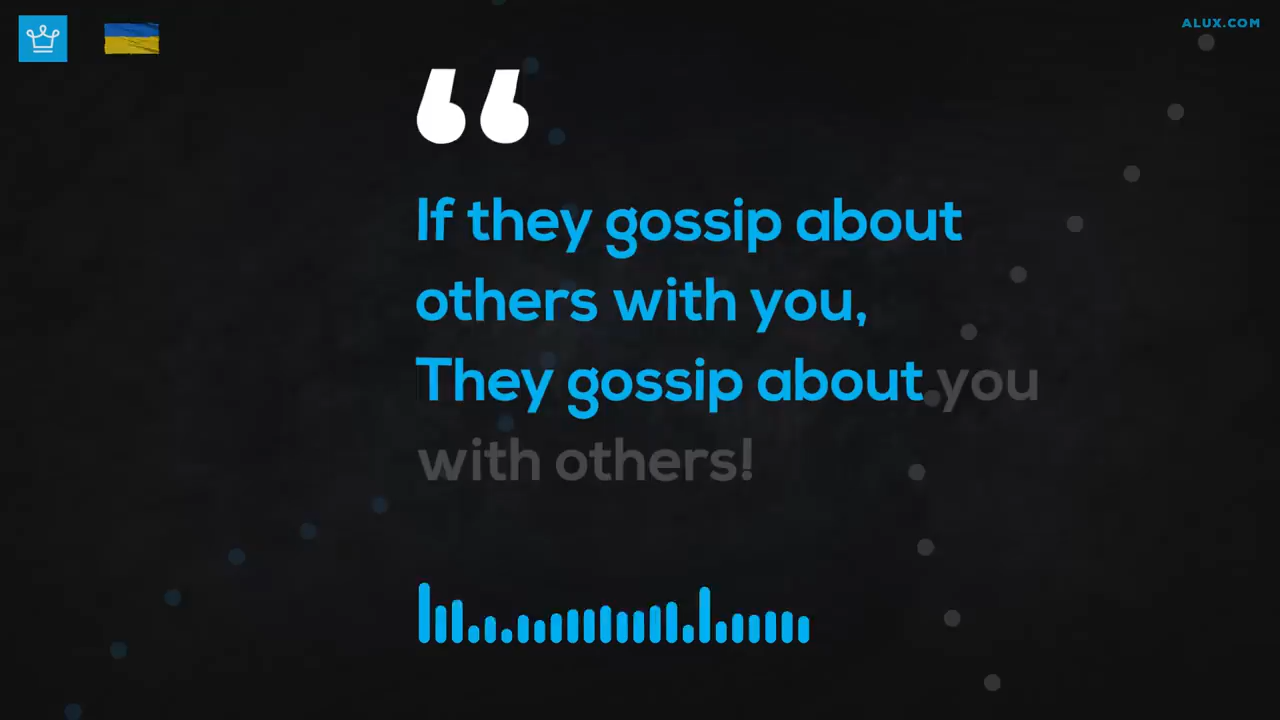 ALUX.COM
“
If they gossip about
others with you,
They gossip about you
with others!